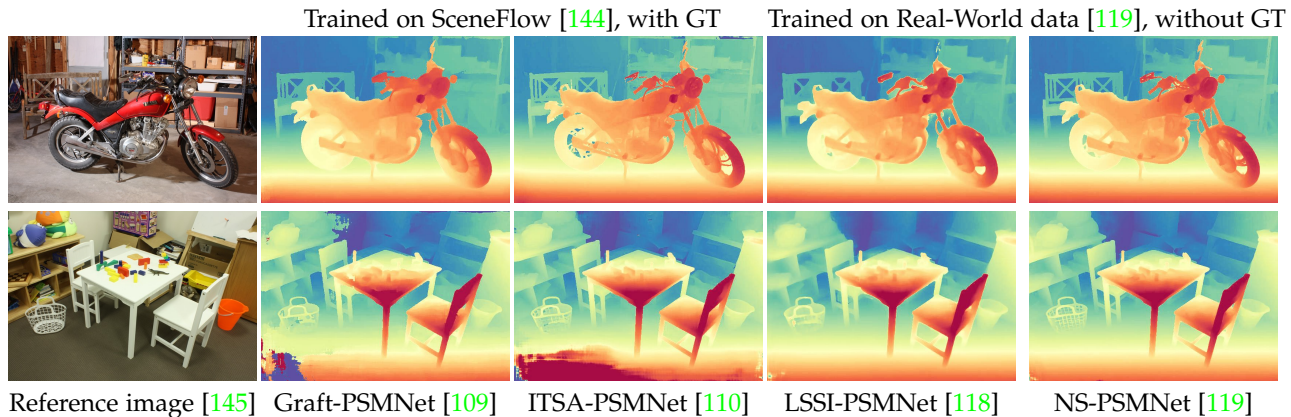 Trained on SceneFlow [144], with GT Trained on Real-World data [119], without GT
Reference image [145] Graft-PSMNet [109] ITSA-PSMNet [110] LSSI-PSMNet [118] NS-PSMNet [119]